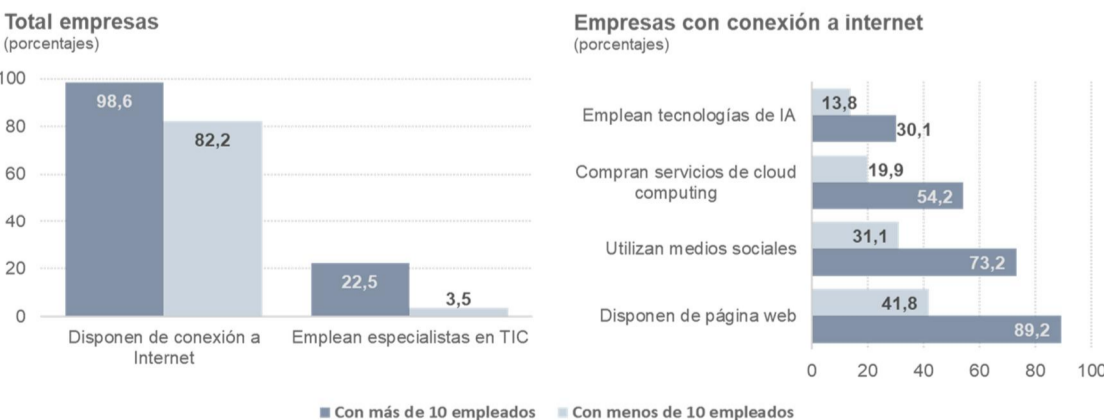 Total empresas
(porcentajes)
100
80
60
40
20
0
98,6
82,2
22,5
3,5
Disponen de conexión a
Internet
Emplean especialistas en TIC
Empresas con conexión a internet
(porcentajes)
Emplean tecnologías de IA
13,8
30,1
Compran servicios de cloud
computing
19,9
54,2
Utilizan medios sociales
31,1
73,2
Disponen de página web
41,8
89,2
0 20 40 60 80 100
Con más de 10 empleados Con menos de 10 empleados